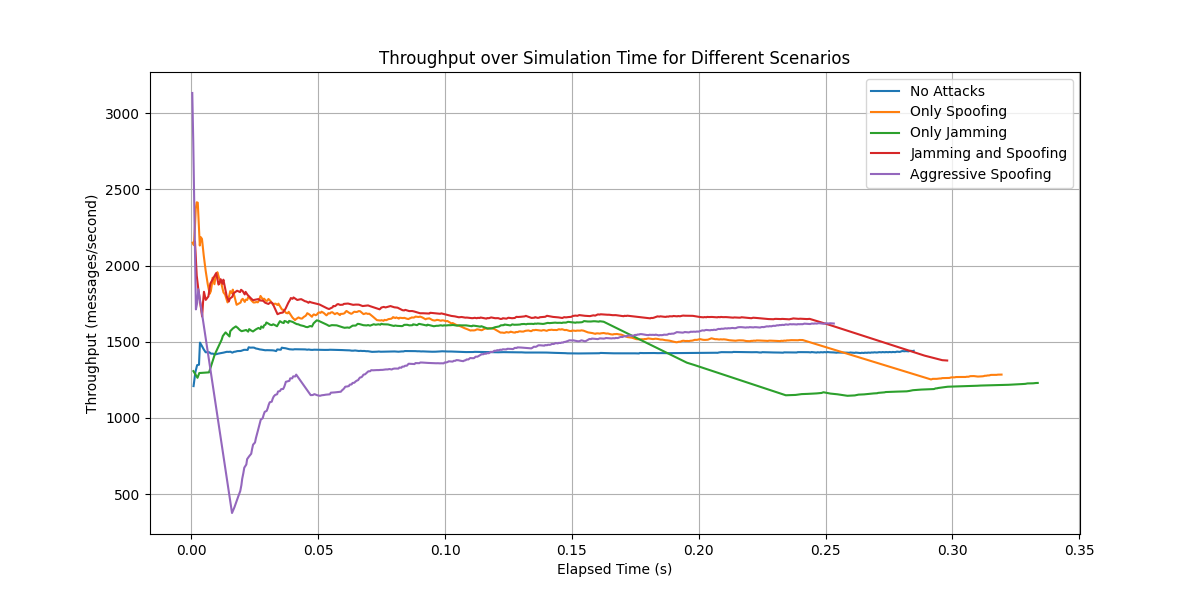 Throughput over Simulation Time for Different Scenarios
Throughput (messages/second)
3000
2500
2000
1500
1000
500
No Attacks
Only Spoofing
Only Jamming
Jamming and Spoofing
Aggressive Spoofing
0.00 0.05 0.10 0.15 0.20 0.25 0.30 0.35
Elapsed Time (s)